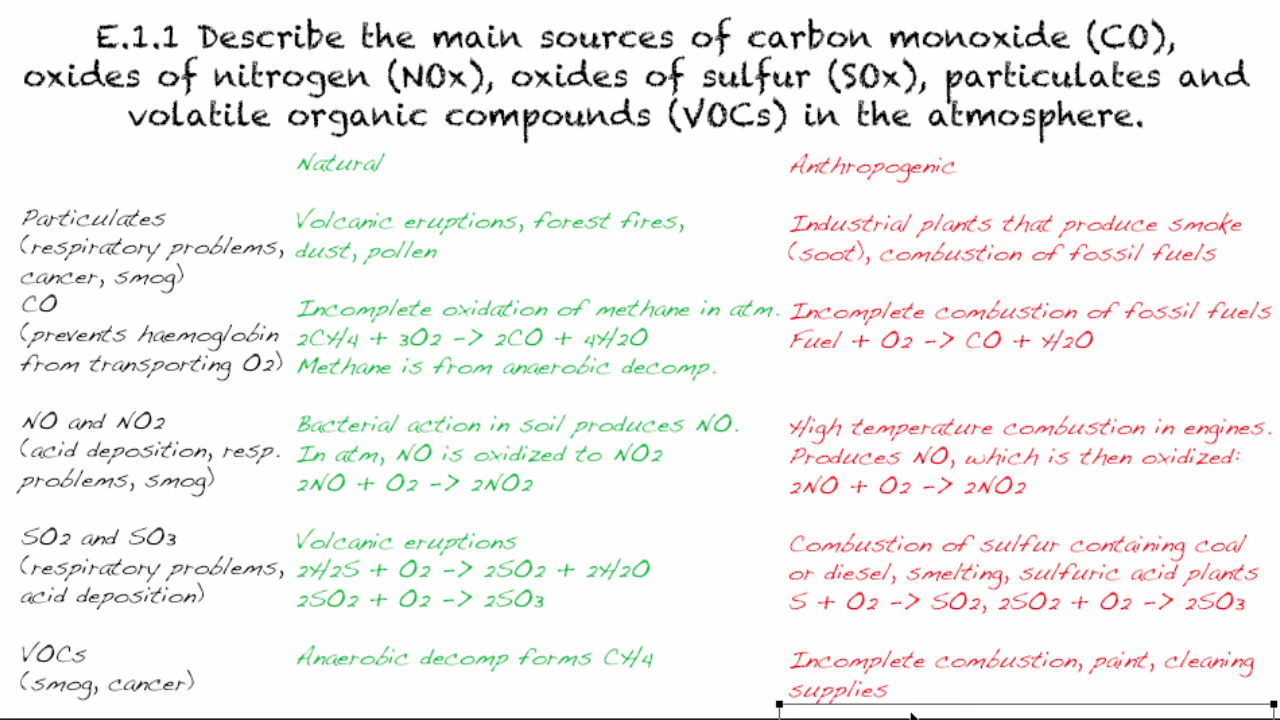 E.1.1 Describe the main sources of carbon monoxide (CO),
oxides of nitrogen (NOx), oxides of sulfur (SOx), particulates and
volatile organic compounds (VOCs) in the atmosphere.
Natural
Anthropogenic
Particulates
(respiratory problems,
cancer, smog)
Volcanic eruptions, forest fires,
dust, pollen
Industrial plants that produce smoke
(soot), combustion of fossil fuels
CO
(prevents haemoglobin
from transporting O2)
Incomplete oxidation of methane in atm.
2CH4 + 3O2 -> 2CO + 4H2O
Methane is from anaerobic decomp.
Incomplete combustion of fossil fuels
Fuel + O2 -> CO + H2O
NO and NO2
(acid deposition, resp.
problems, smog)
Bacterial action in soil produces NO.
In atm, NO is oxidized to NO2
2NO + O2 -> 2NO2
High temperature combustion in engines.
Produces NO, which is then oxidized:
2NO + O2 -> 2NO2
SO2 and SO3
(respiratory problems,
acid deposition)
Volcanic eruptions
2H2S + O2 -> 2SO2 + 2H2O
2SO2 + O2 -> 2SO3
Combustion of sulfur containing coal
or diesel, smelting, sulfuric acid plants
S + O2 -> SO2, 2SO2 + O2 -> 2SO3
VOCs
(smog, cancer)
Anaerobic decomp forms CH4
Incomplete combustion, paint, cleaning
supplies